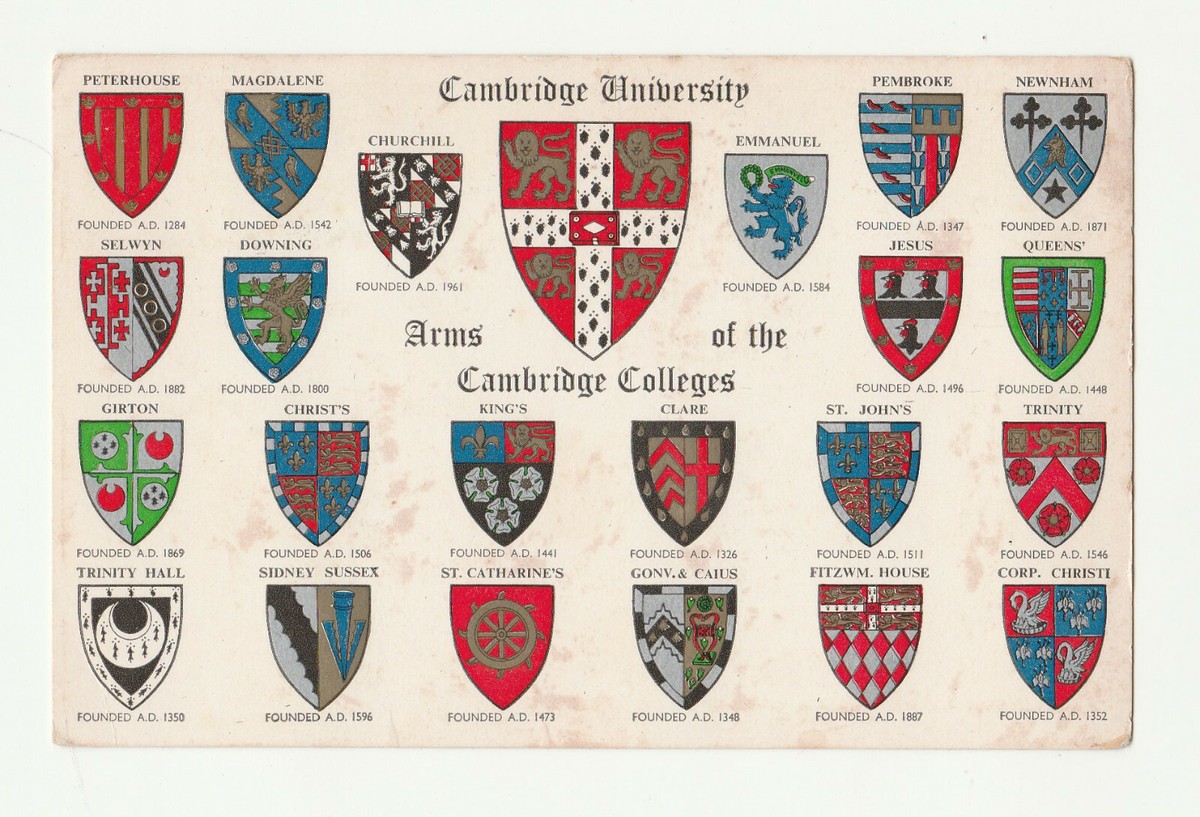 Cambridge University
PETERHOUSE
FOUNDED A.D. 1284
MAGDALENE
FOUNDED A.D. 1542
CHURCHILL
FOUNDED A.D. 1961
EMMANUEL
FOUNDED A.D. 1584
PEMBROKE
FOUNDED A.D. 1347
NEWNHAM
FOUNDED A.D. 1871
SELWYN
FOUNDED A.D. 1882
DOWNING
FOUNDED A.D. 1800
Arms of the
Cambridge Colleges
JESUS
FOUNDED A.D. 1496
QUEENS'
FOUNDED A.D. 1448
GIRTON
FOUNDED A.D. 1869
CHRIST'S
FOUNDED A.D. 1506
KING'S
FOUNDED A.D. 1441
CLARE
FOUNDED A.D. 1326
ST. JOHN'S
FOUNDED A.D. 1511
TRINITY
FOUNDED A.D. 1546
TRINITY HALL
FOUNDED A.D. 1350
SIDNEY SUSSEX
FOUNDED A.D. 1596
ST. CATHARINE'S
FOUNDED A.D. 1473
GONV. & CAIUS
FOUNDED A.D. 1348
FITZWM. HOUSE
FOUNDED A.D. 1887
CORP. CHRISTI
FOUNDED A.D. 1352